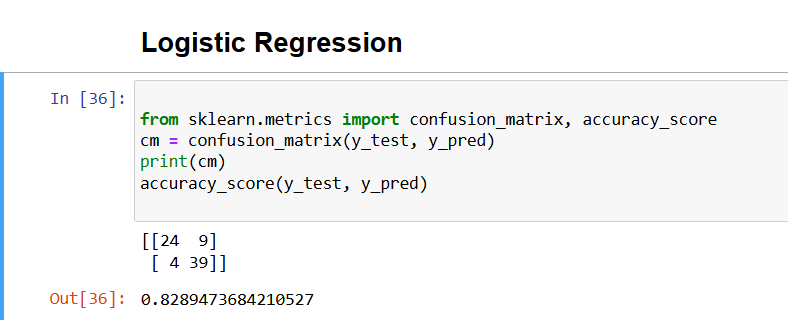 Logistic Regression
In [36]:
from sklearn.metrics import confusion_matrix, accuracy_score
cm = confusion_matrix(y_test, y_pred)
print(cm)
accuracy_score(y_test, y_pred)
[[24  9]
 [ 4 39]]
Out[36]: 0.8289473684210527